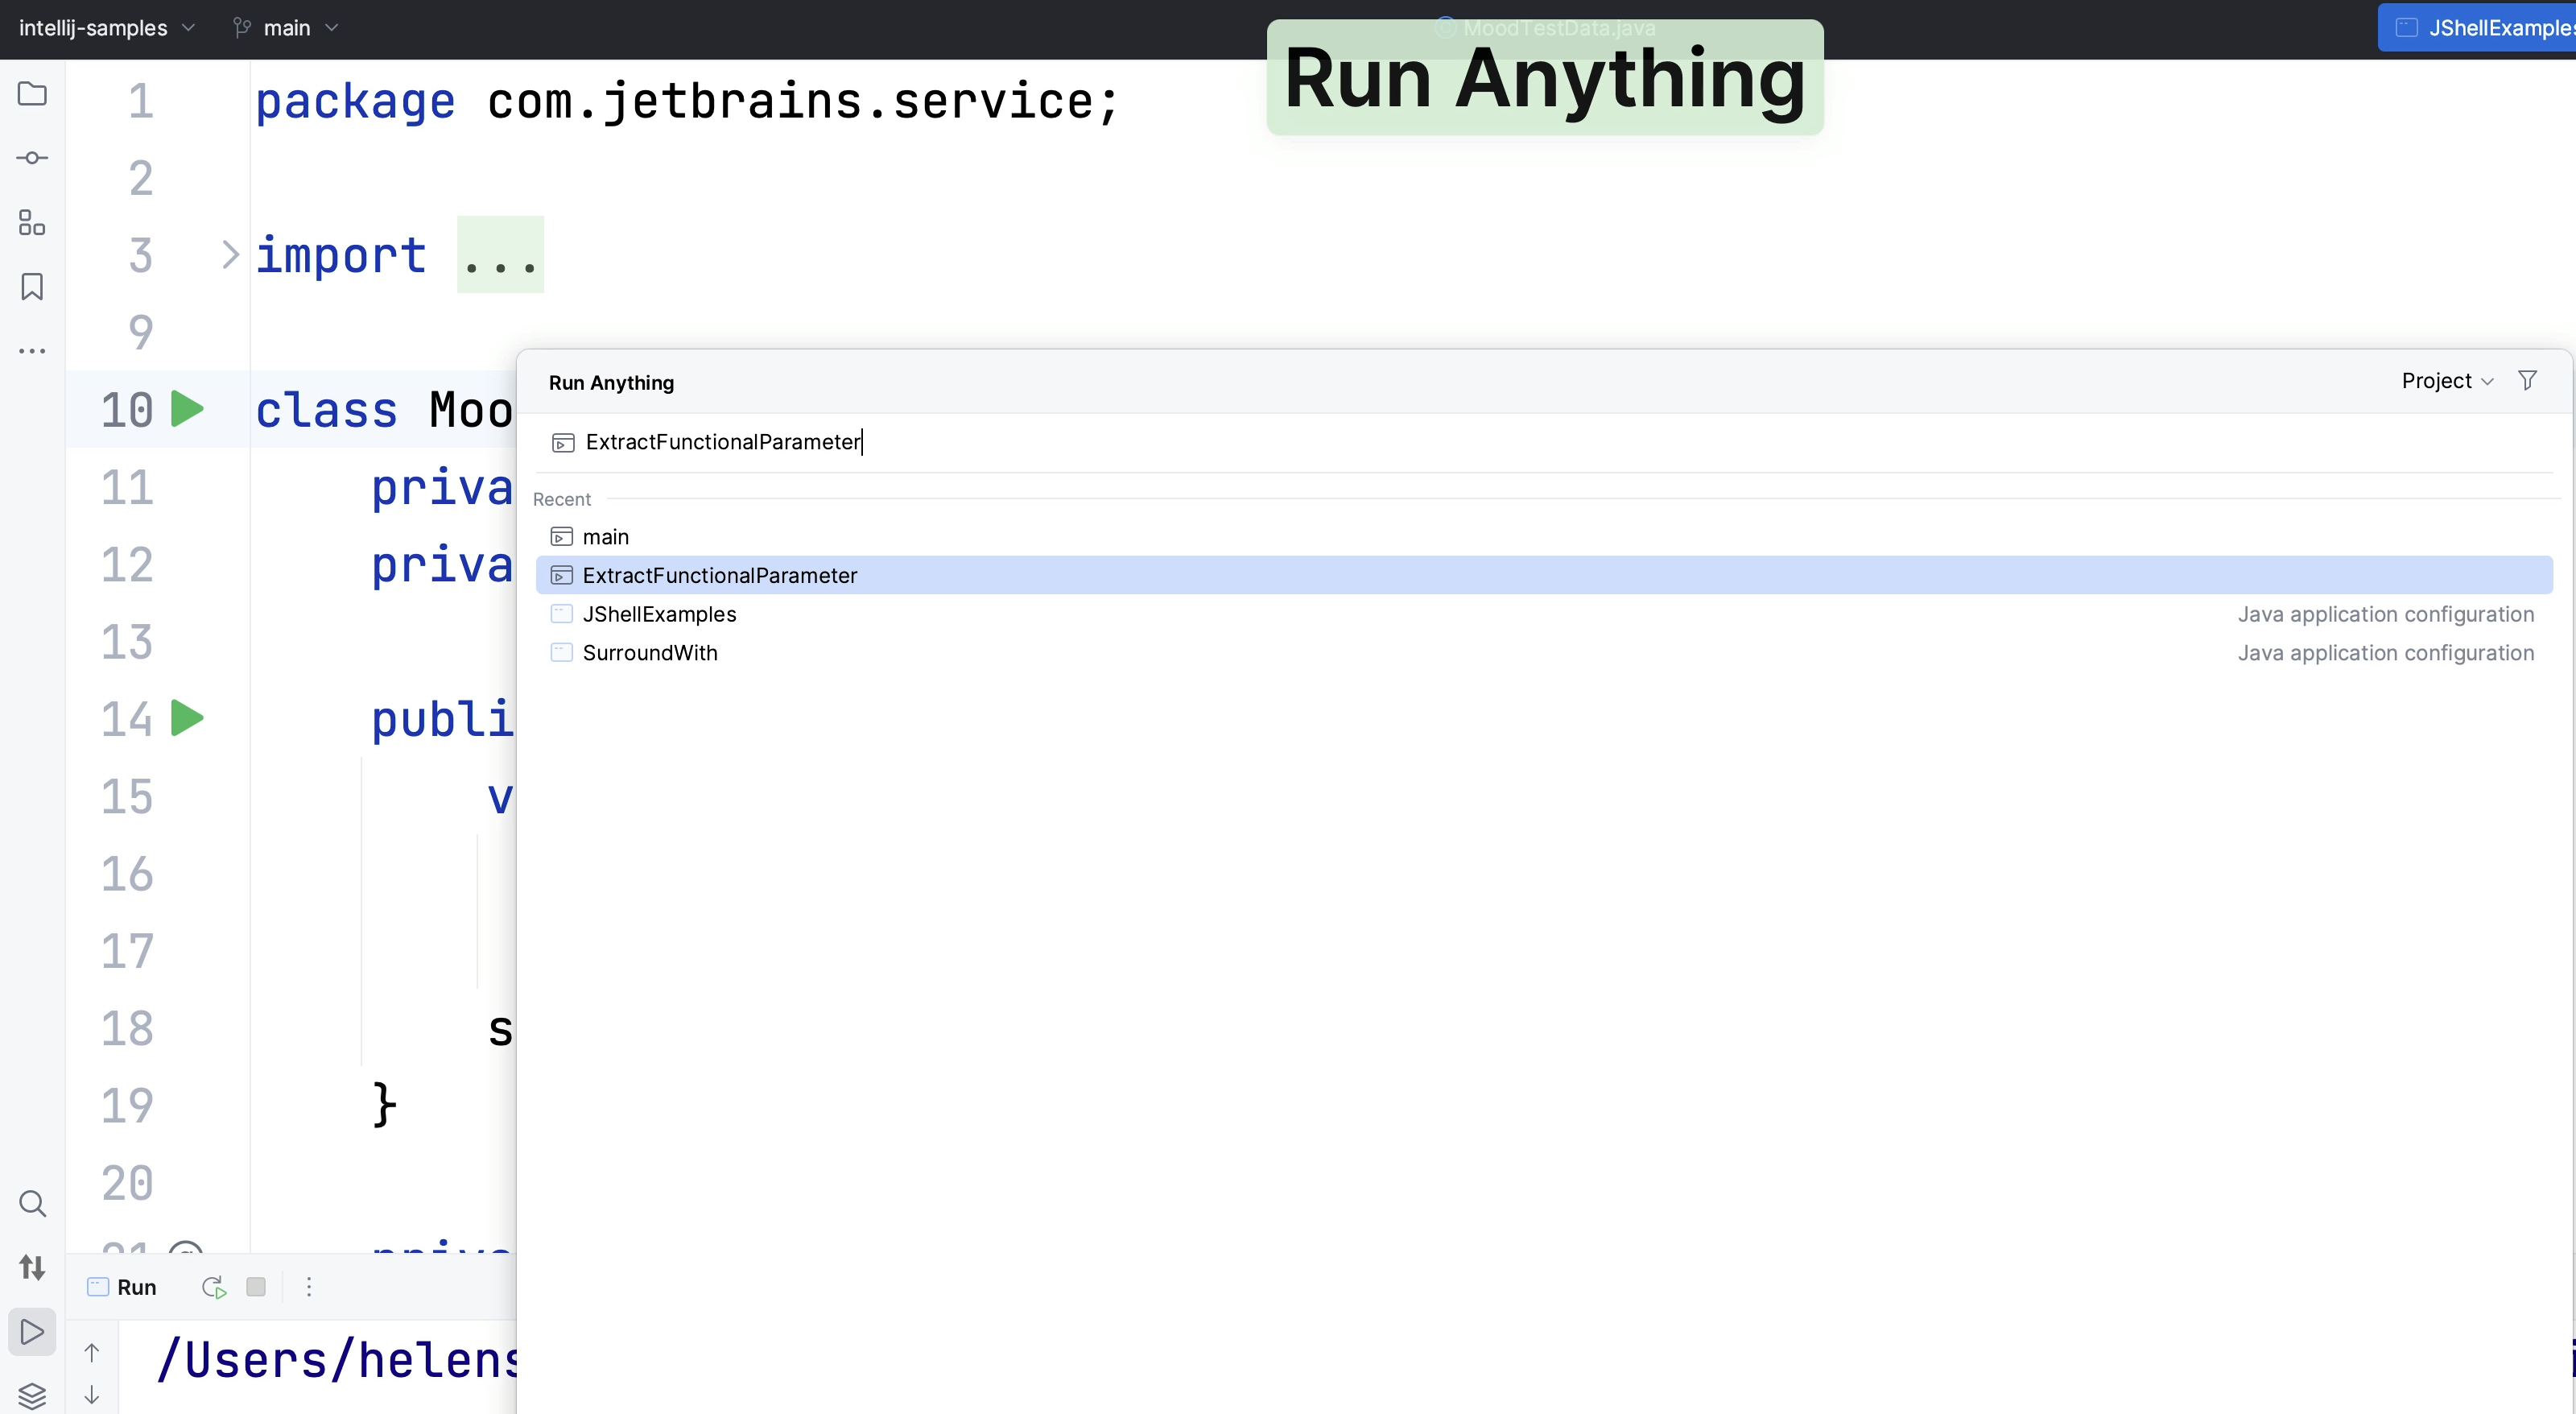 intellij-samples main MoodTestData.java JShellExamples
Run Anything
1 package com.jetbrains.service;
2
3 import ...
9
10 class Moo
11 priva
12 priva
13
14 publi
15 v
16
17
18 s
19 }
20
21 priva
Run Anything Project
ExtractFunctionalParameter
Recent
main
ExtractFunctionalParameter
JShellExamples Java application configuration
SurroundWith Java application configuration
Run
/Users/helens